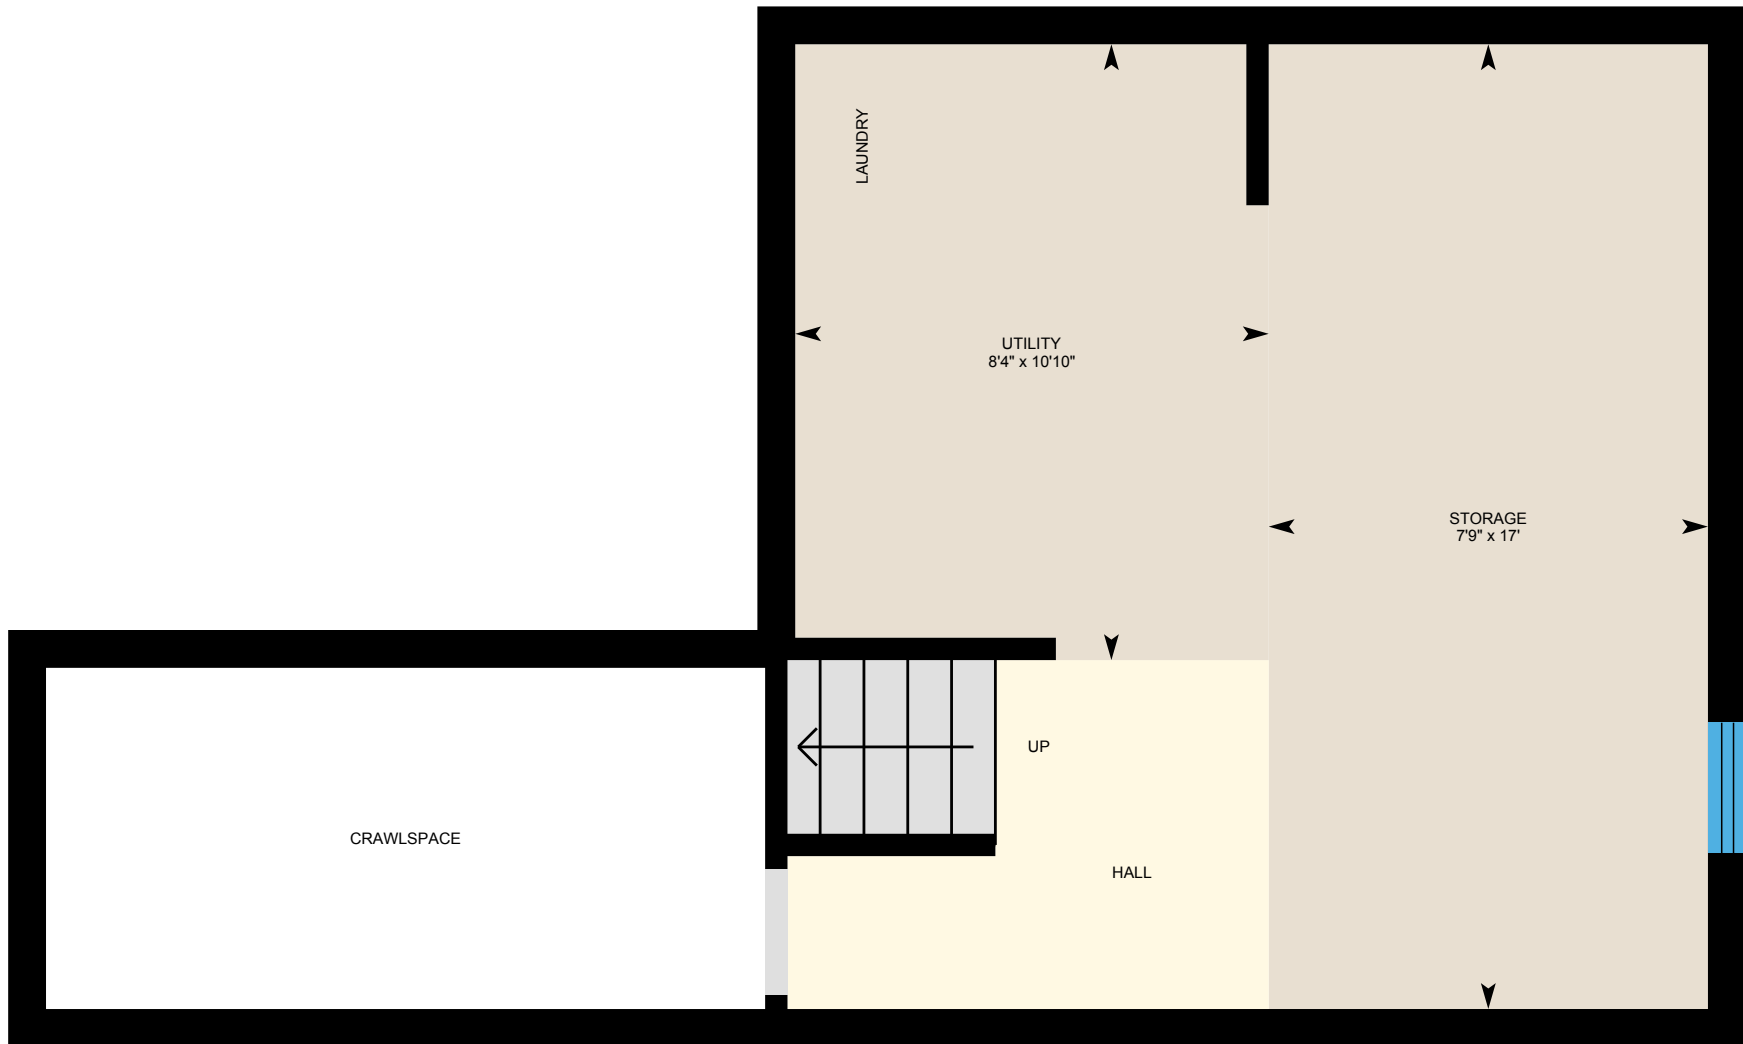 LAUNDRY
UTILITY
8'4" x 10'10"
STORAGE
7'9" x 17'
UP
CRAWLSPACE
HALL